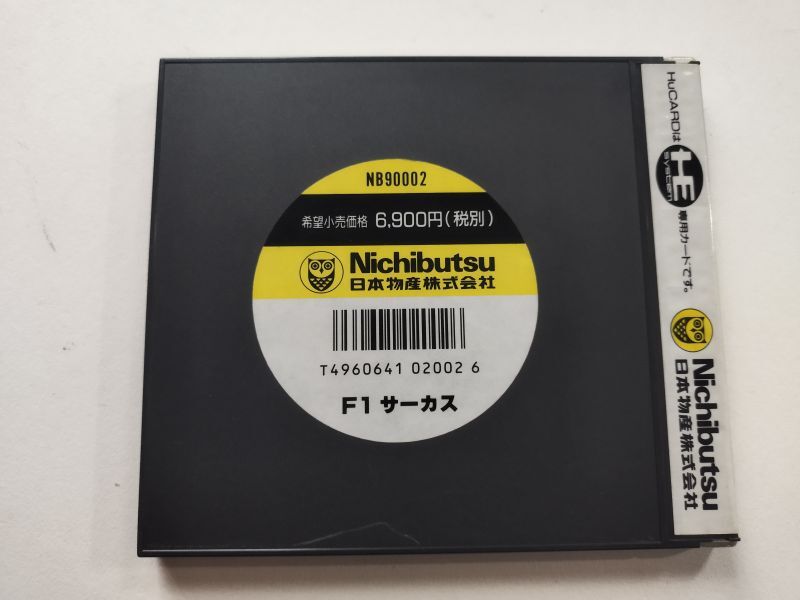 NB90002
希望小売価格 6,900円(税別)
Nichibutsu
日本物産株式会社
T4960641 02002 6
F1 サーカス
HuCARDは HE system 専用カードです。
Nichibutsu
日本物産株式会社